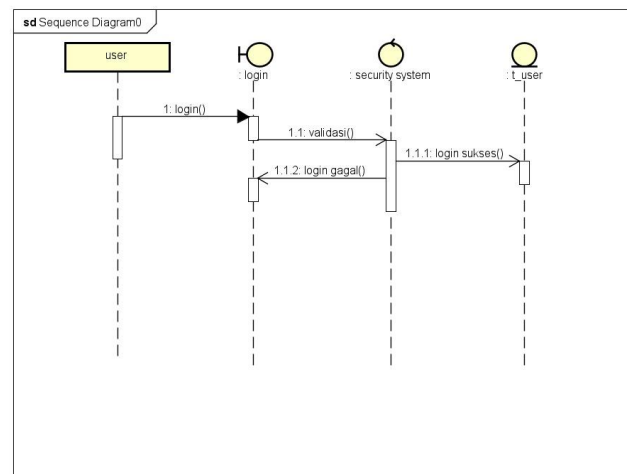 sd Sequence Diagram0
user
: login
: security system
: t_user
1: login()
1.1: validasi()
1.1.1: login sukses()
1.1.2: login gagal()